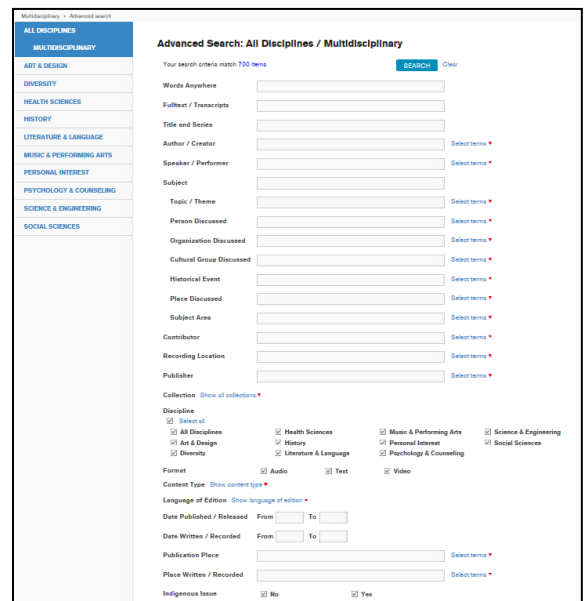 Multidisciplinary • Advanced search
ALL DISCIPLINES
MULTIDISCIPLINARY
ART & DESIGN
DIVERSITY
HEALTH SCIENCES
HISTORY
LITERATURE & LANGUAGE
MUSIC & PERFORMING ARTS
PERSONAL INTEREST
PSYCHOLOGY & COUNSELING
SCIENCE & ENGINEERING
SOCIAL SCIENCES
Advanced Search: All Disciplines / Multidisciplinary
Your search criteria match 700 items SEARCH Clear
Words Anywhere
Fulltext / Transcripts
Title and Series
Author / Creator Select terms
Speaker / Performer Select terms
Subject
Topic / Theme Select terms
Person Discussed Select terms
Organization Discussed Select terms
Cultural Group Discussed Select terms
Historical Event Select terms
Place Discussed Select terms
Subject Area Select terms
Contributor Select terms
Recording Location Select terms
Publisher Select terms
Collection Show all collections
Discipline
Select all
All Disciplines Health Sciences Music & Performing Arts Science & Engineering
Art & Design History Personal Interest Social Sciences
Diversity Literature & Language Psychology & Counseling
Format Audio Text Video
Content Type Show content type
Language of Edition Show language of edition
Date Published / Released From To
Date Written / Recorded From To
Publication Place Select terms
Place Written / Recorded Select terms
Indigenous Issue No Yes